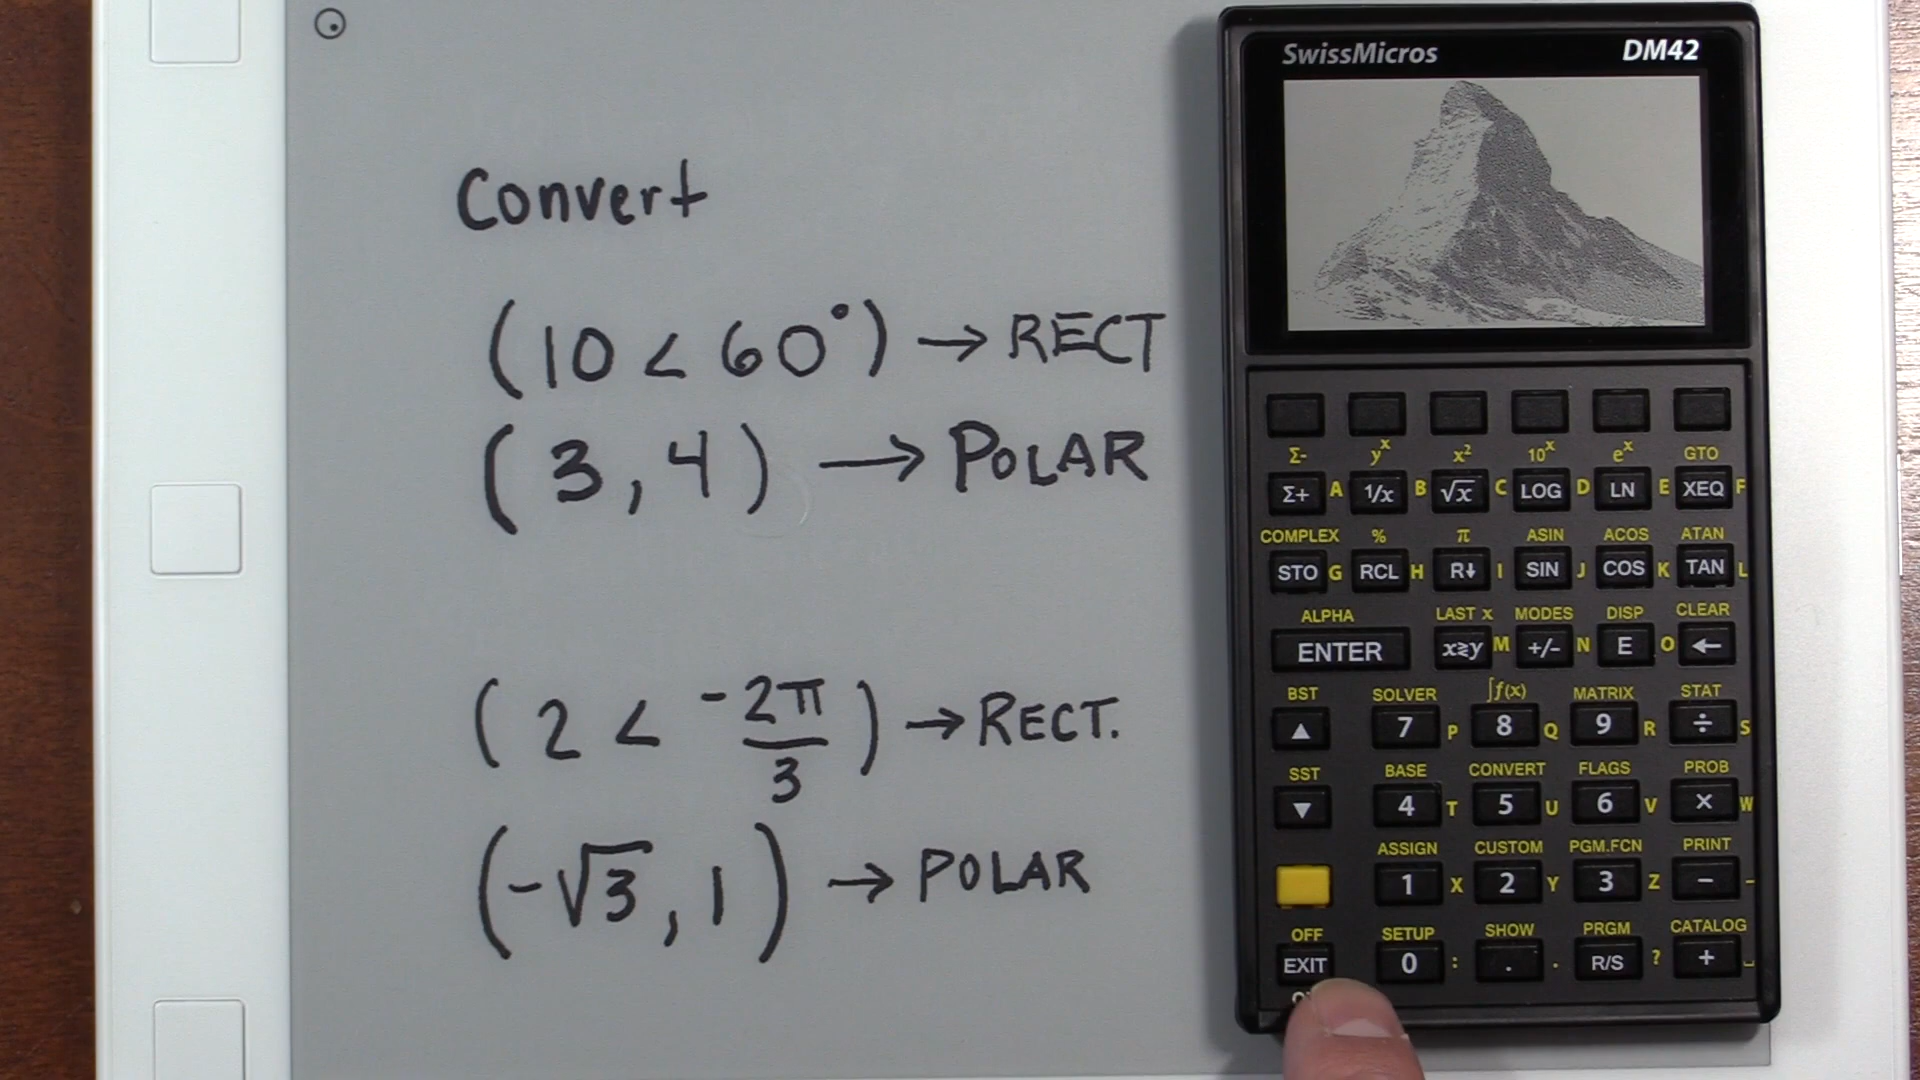 Convert
(10 < 60°) → RECT
(3, 4) → POLAR
(2 < -2π/3) → RECT.
(-√3, 1) → POLAR
SwissMicros DM42
Σ- y^x x² 10^x e^x GTO
Σ+ A 1/x B √x C LOG D LN E XEQ F
COMPLEX % π ASIN ACOS ATAN
STO G RCL H R↓ I SIN J COS K TAN L
ALPHA LAST x MODES DISP CLEAR
ENTER x≷y M +/- N E O ←
BST SOLVER ∫f(x) MATRIX STAT
▲ 7 P 8 Q 9 R ÷ S
SST BASE CONVERT FLAGS PROB
▼ 4 T 5 U 6 V × W
ASSIGN CUSTOM PGM.FCN PRINT
1 X 2 Y 3 Z − -
OFF SETUP SHOW PRGM CATALOG
EXIT 0 : . . R/S ? + ␣